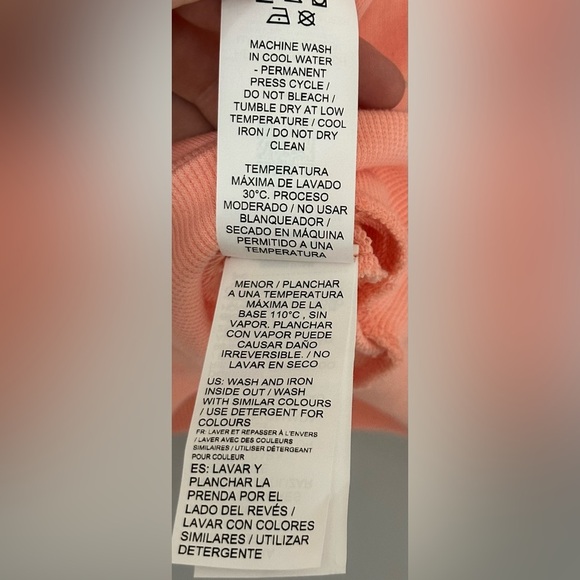 MACHINE WASH
IN COOL WATER
- PERMANENT
PRESS CYCLE /
DO NOT BLEACH /
TUMBLE DRY AT LOW
TEMPERATURE / COOL
IRON / DO NOT DRY
CLEAN
TEMPERATURA
MÁXIMA DE LAVADO
30°C. PROCESO
MODERADO / NO USAR
BLANQUEADOR /
SECADO EN MÁQUINA
PERMITIDO A UNA
TEMPERATURA
MENOR / PLANCHAR
A UNA TEMPERATURA
MÁXIMA DE LA
BASE 110°C , SIN
VAPOR. PLANCHAR
CON VAPOR PUEDE
CAUSAR DAÑO
IRREVERSIBLE. / NO
LAVAR EN SECO
US: WASH AND IRON
INSIDE OUT / WASH
WITH SIMILAR COLOURS
/ USE DETERGENT FOR
COLOURS
FR: LAVER ET REPASSER À L'ENVERS
/ LAVER AVEC DES COULEURS
SIMILAIRES / UTILISER DÉTERGEANT
POUR COULEUR
ES: LAVAR Y
PLANCHAR LA
PRENDA POR EL
LADO DEL REVÉS /
LAVAR CON COLORES
SIMILARES / UTILIZAR
DETERGENTE